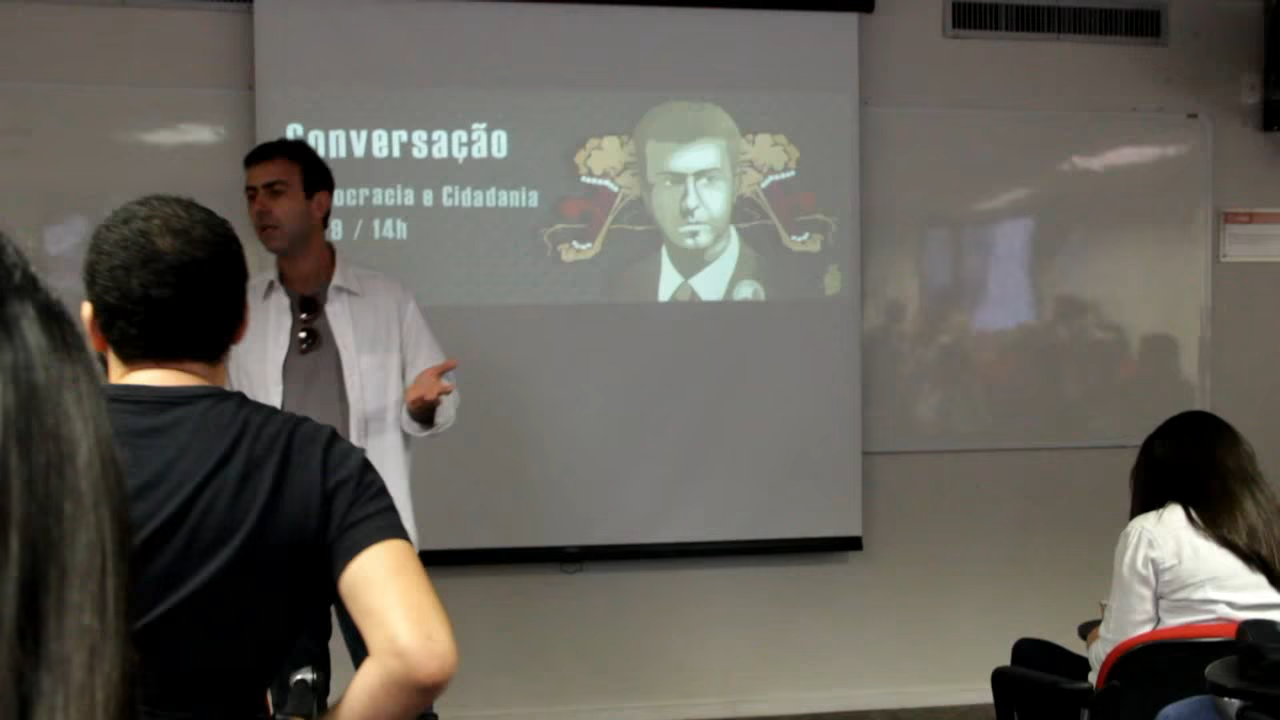 Conversação
ocracia e Cidadania
8 / 14h